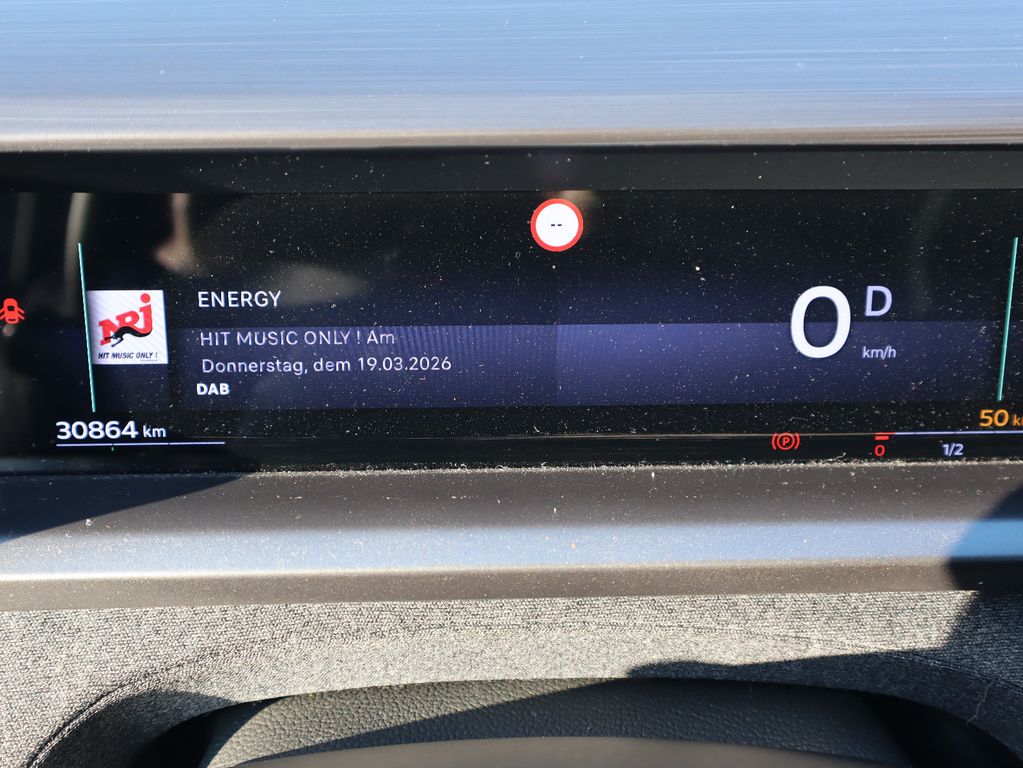 --
ENERGY
NRJ
HIT MUSIC ONLY !
HIT MUSIC ONLY ! Am
Donnerstag, dem 19.03.2026
DAB
0 D
km/h
30864 km
50 k
(P)
0 1/2